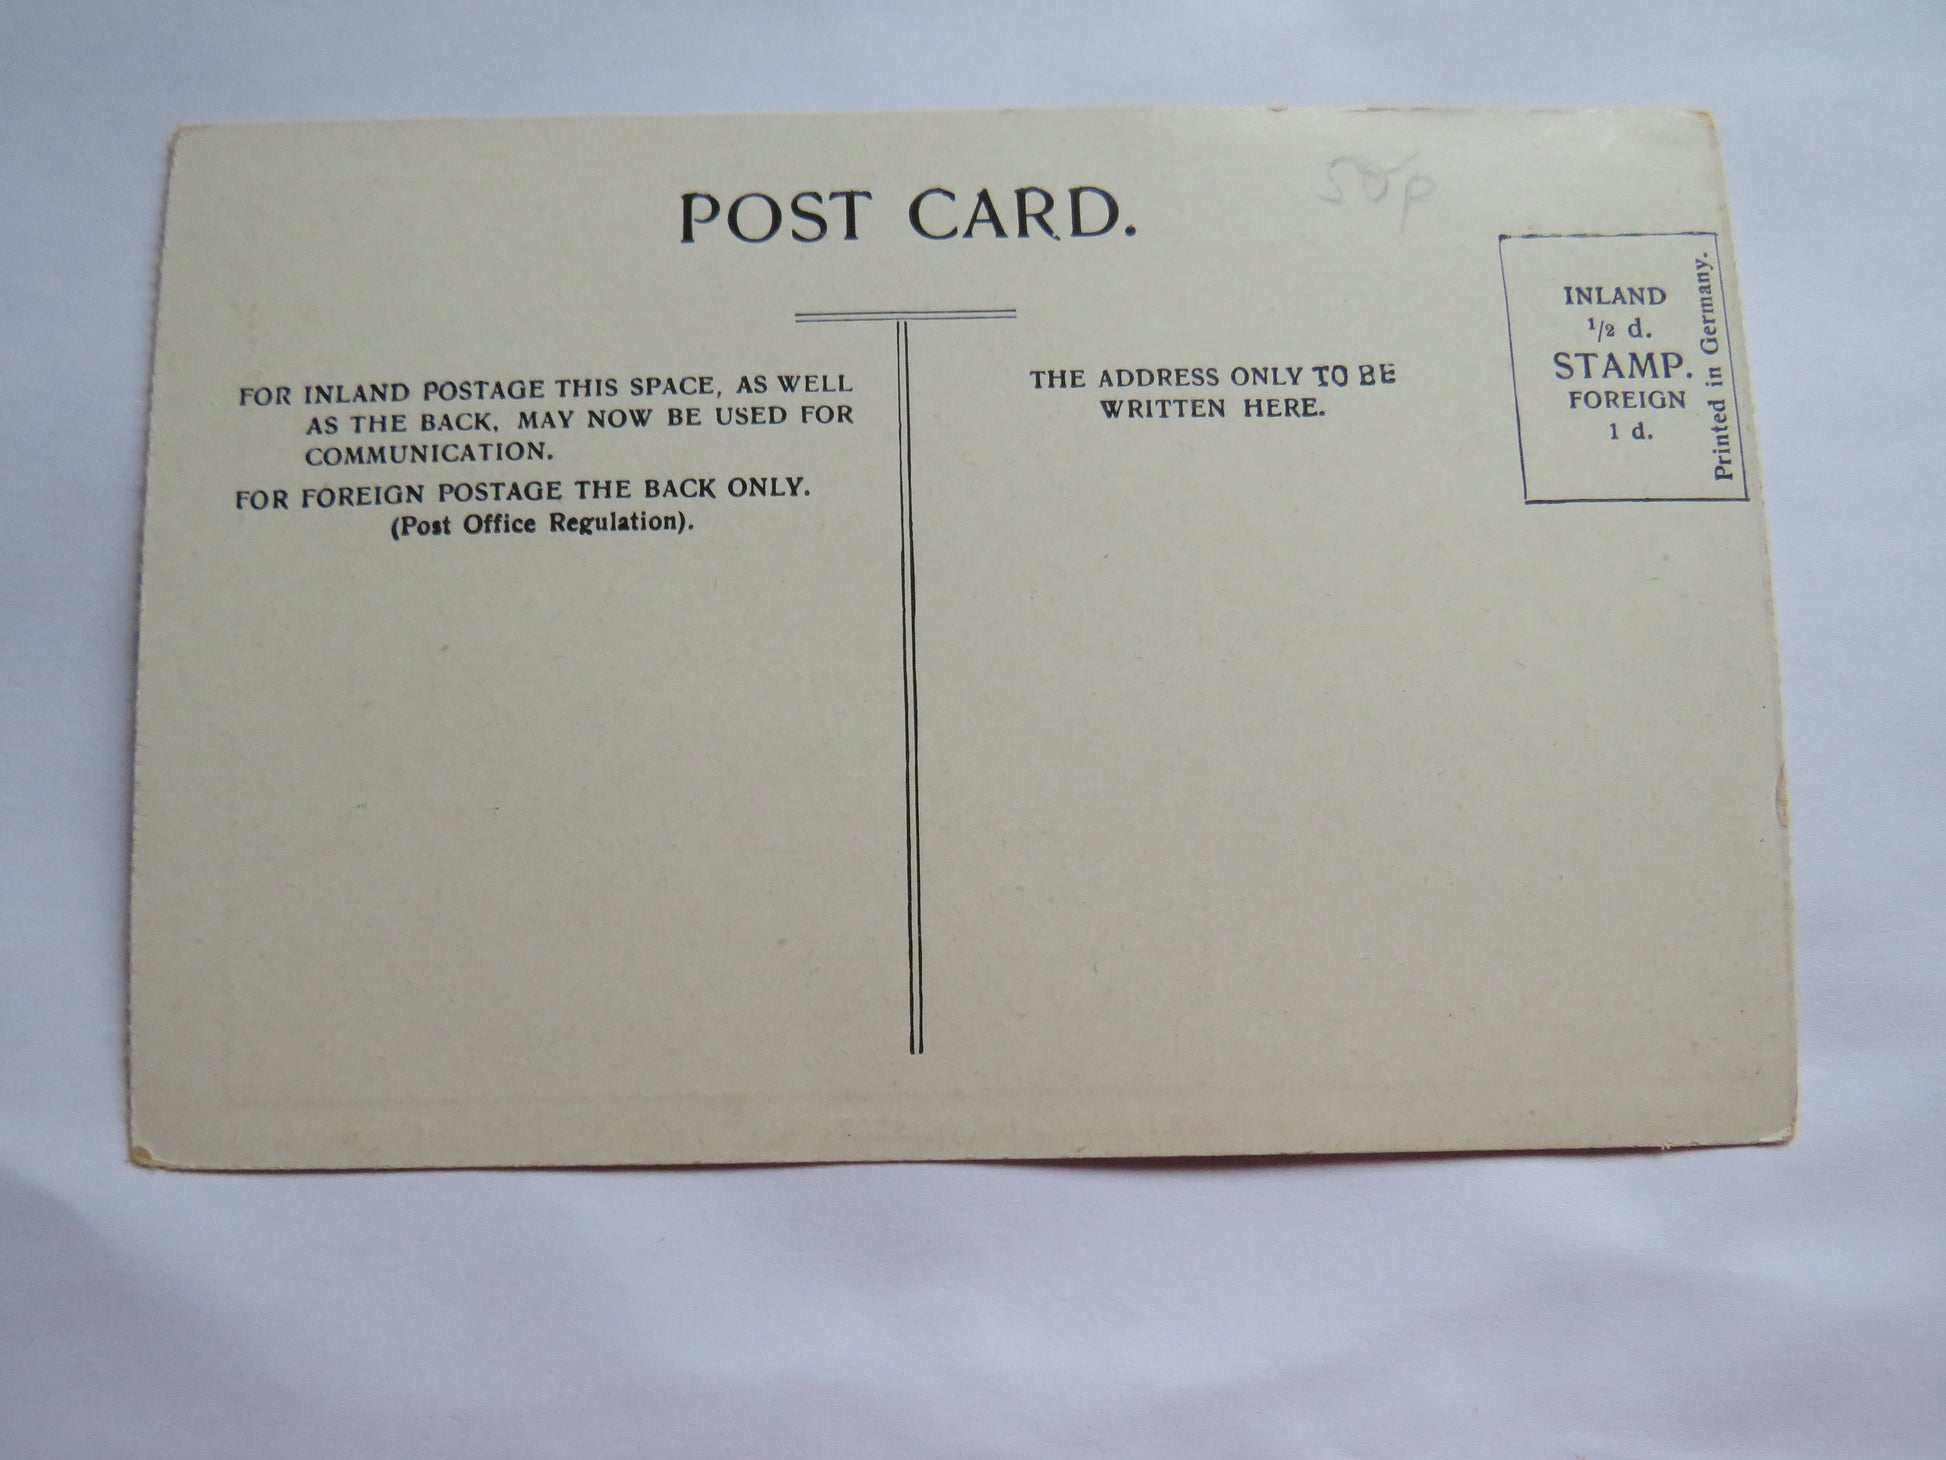 50p
POST CARD.
FOR INLAND POSTAGE THIS SPACE, AS WELL
AS THE BACK, MAY NOW BE USED FOR
COMMUNICATION.
FOR FOREIGN POSTAGE THE BACK ONLY.
(Post Office Regulation).
THE ADDRESS ONLY TO BE
WRITTEN HERE.
INLAND
1/2 d.
STAMP.
FOREIGN
1 d.
Printed in Germany.